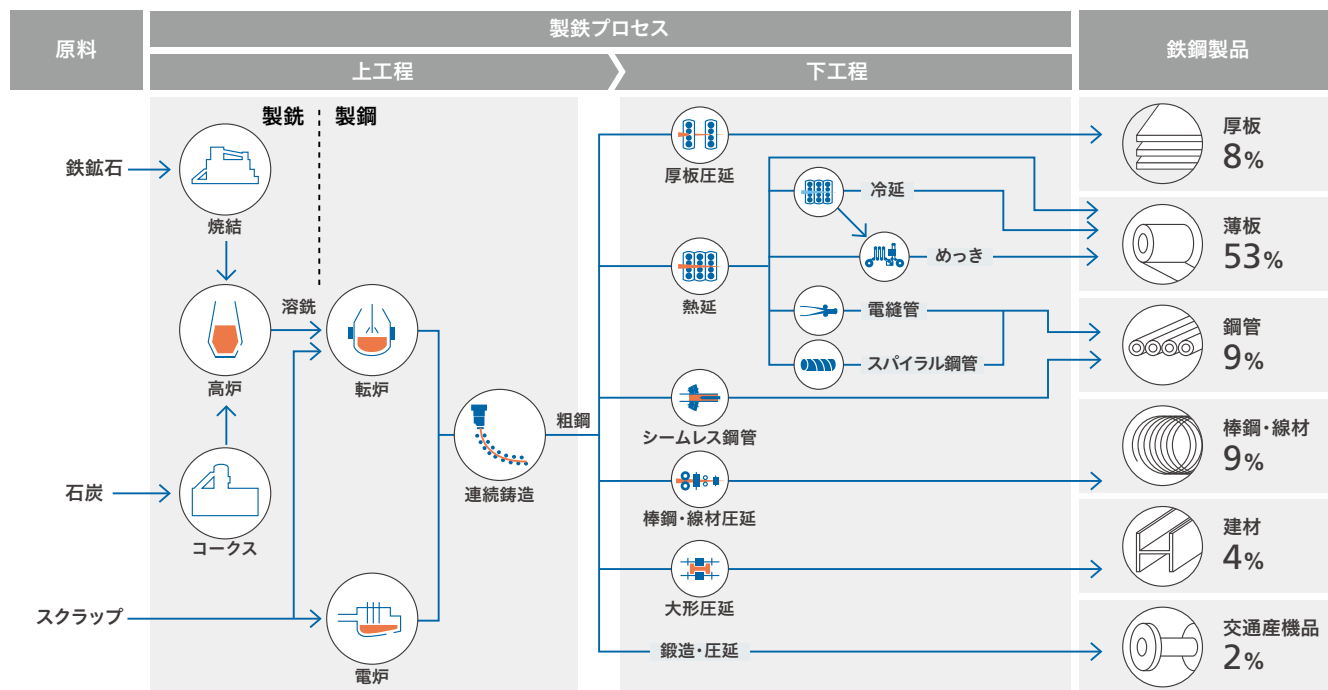 原料
製鉄プロセス
上工程
下工程
鉄鋼製品
製銑
製鋼
鉄鉱石
焼結
高炉
溶銑
転炉
石炭
コークス
スクラップ
電炉
連続鋳造
粗鋼
厚板圧延
熱延
冷延
めっき
電縫管
スパイラル鋼管
シームレス鋼管
棒鋼・線材圧延
大形圧延
鍛造・圧延
厚板
8%
薄板
53%
鋼管
9%
棒鋼・線材
9%
建材
4%
交通産機品
2%